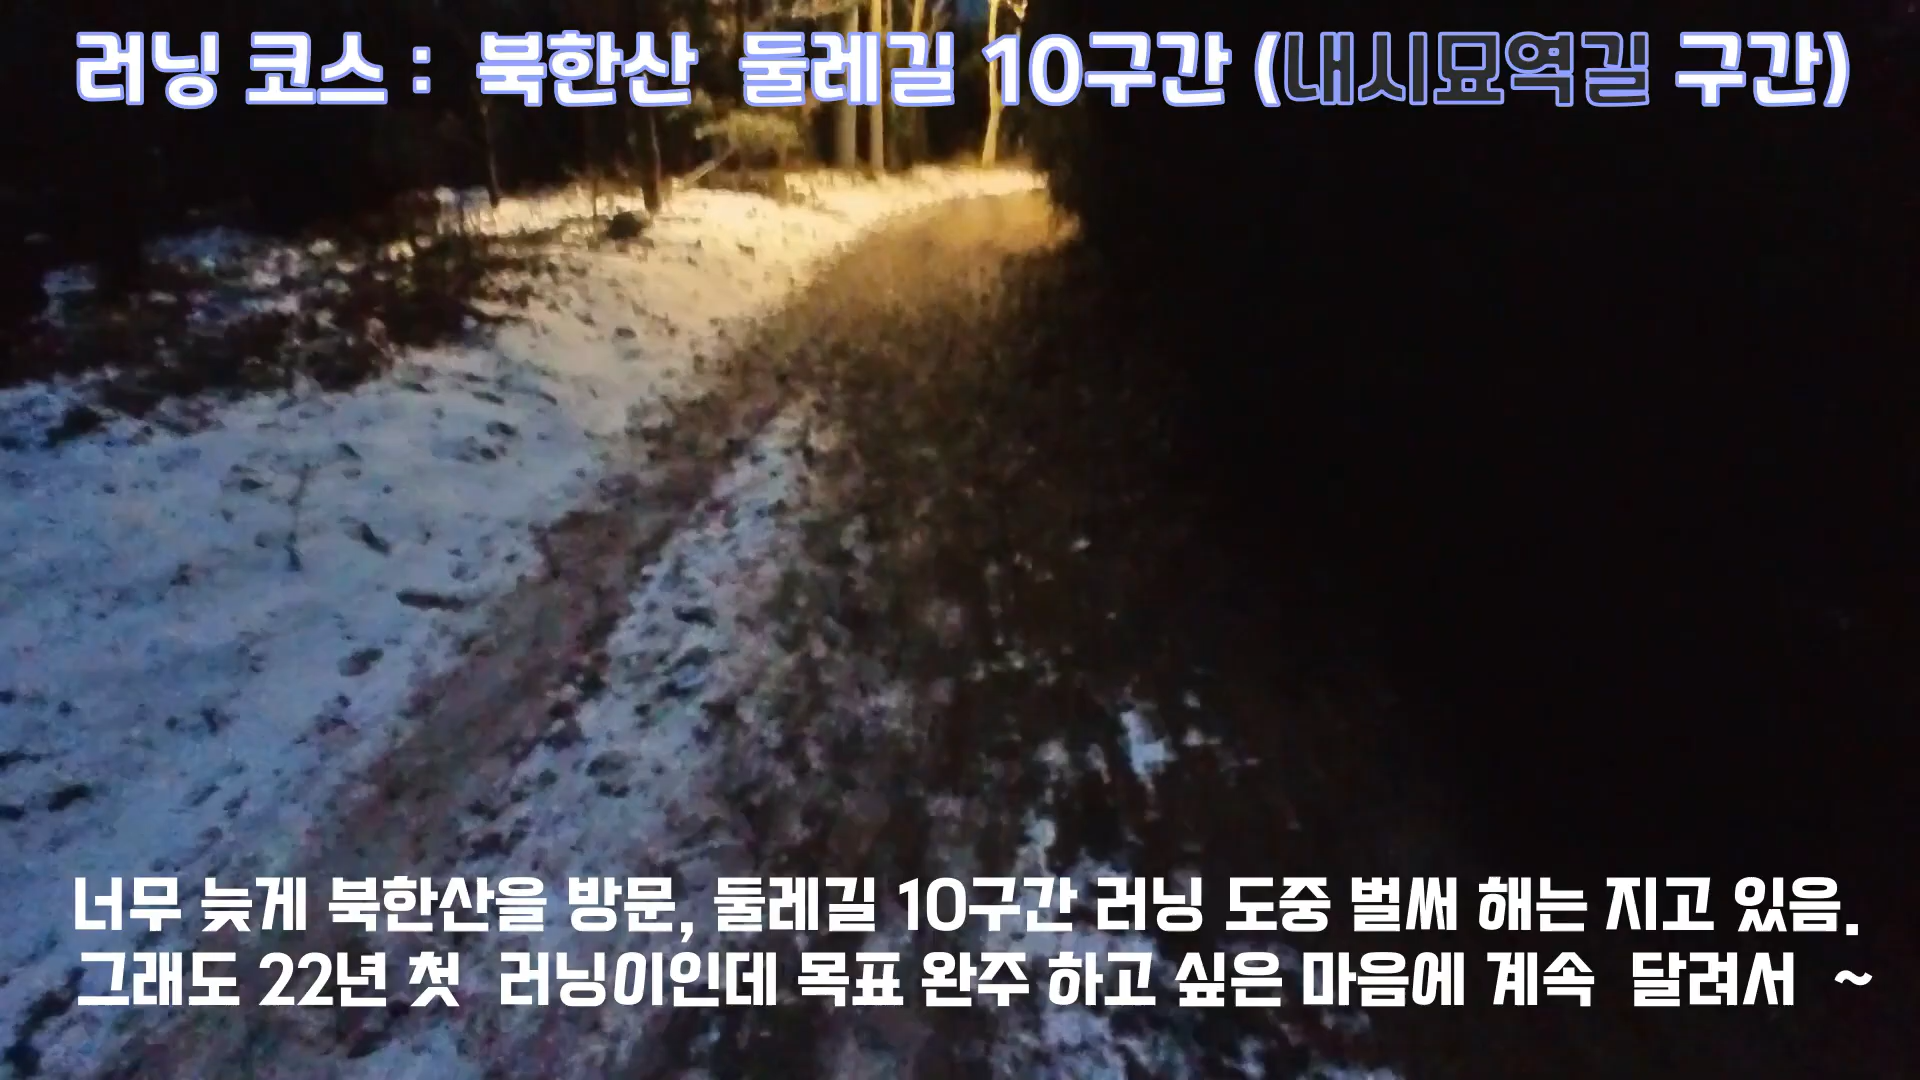 러닝 코스 : 북한산 둘레길 10구간 (내시묘역길 구간)
너무 늦게 북한산을 방문, 둘레길 10구간 러닝 도중 벌써 해는 지고 있음.
그래도 22년 첫 러닝이인데 목표 완주 하고 싶은 마음에 계속 달려서 ~